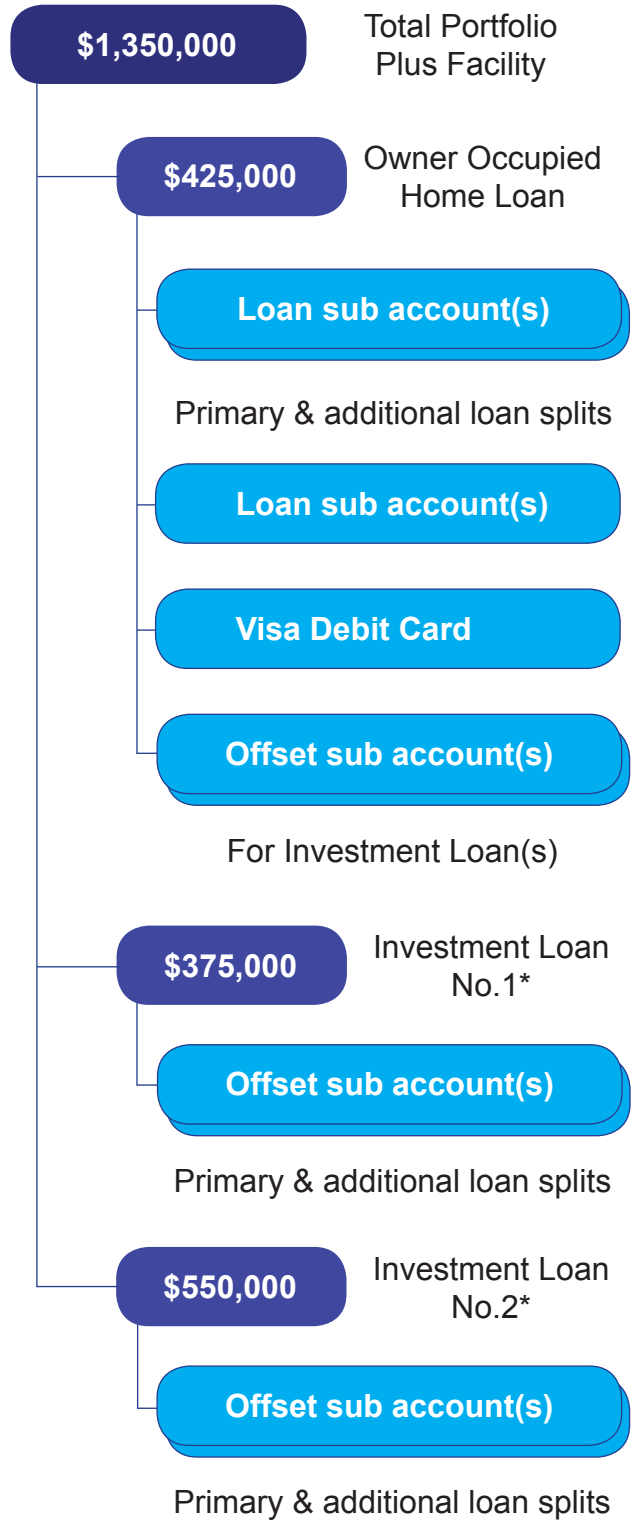 $1,350,000
Total Portfolio
Plus Facility
$425,000
Owner Occupied
Home Loan
Loan sub account(s)
Primary & additional loan splits
Loan sub account(s)
Visa Debit Card
Offset sub account(s)
For Investment Loan(s)
$375,000
Investment Loan
No.1*
Offset sub account(s)
Primary & additional loan splits
$550,000
Investment Loan
No.2*
Offset sub account(s)
Primary & additional loan splits